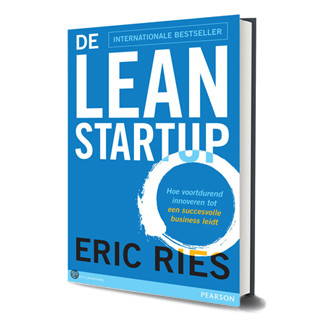 DE
INTERNATIONALE BESTSELLER
LEAN
STARTUP
Hoe voortdurend
innoveren tot
een succesvolle
business leidt
ERIC RIES
PEARSON